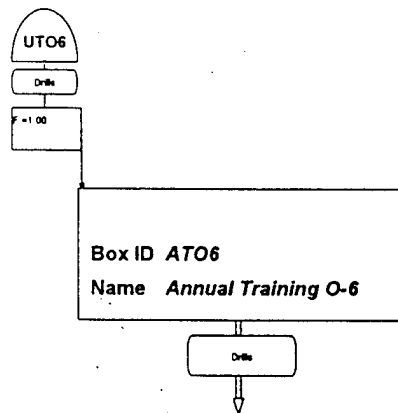 UTO6
Drills
F =1.00
Box ID ATO6
Name Annual Training O-6
Drills